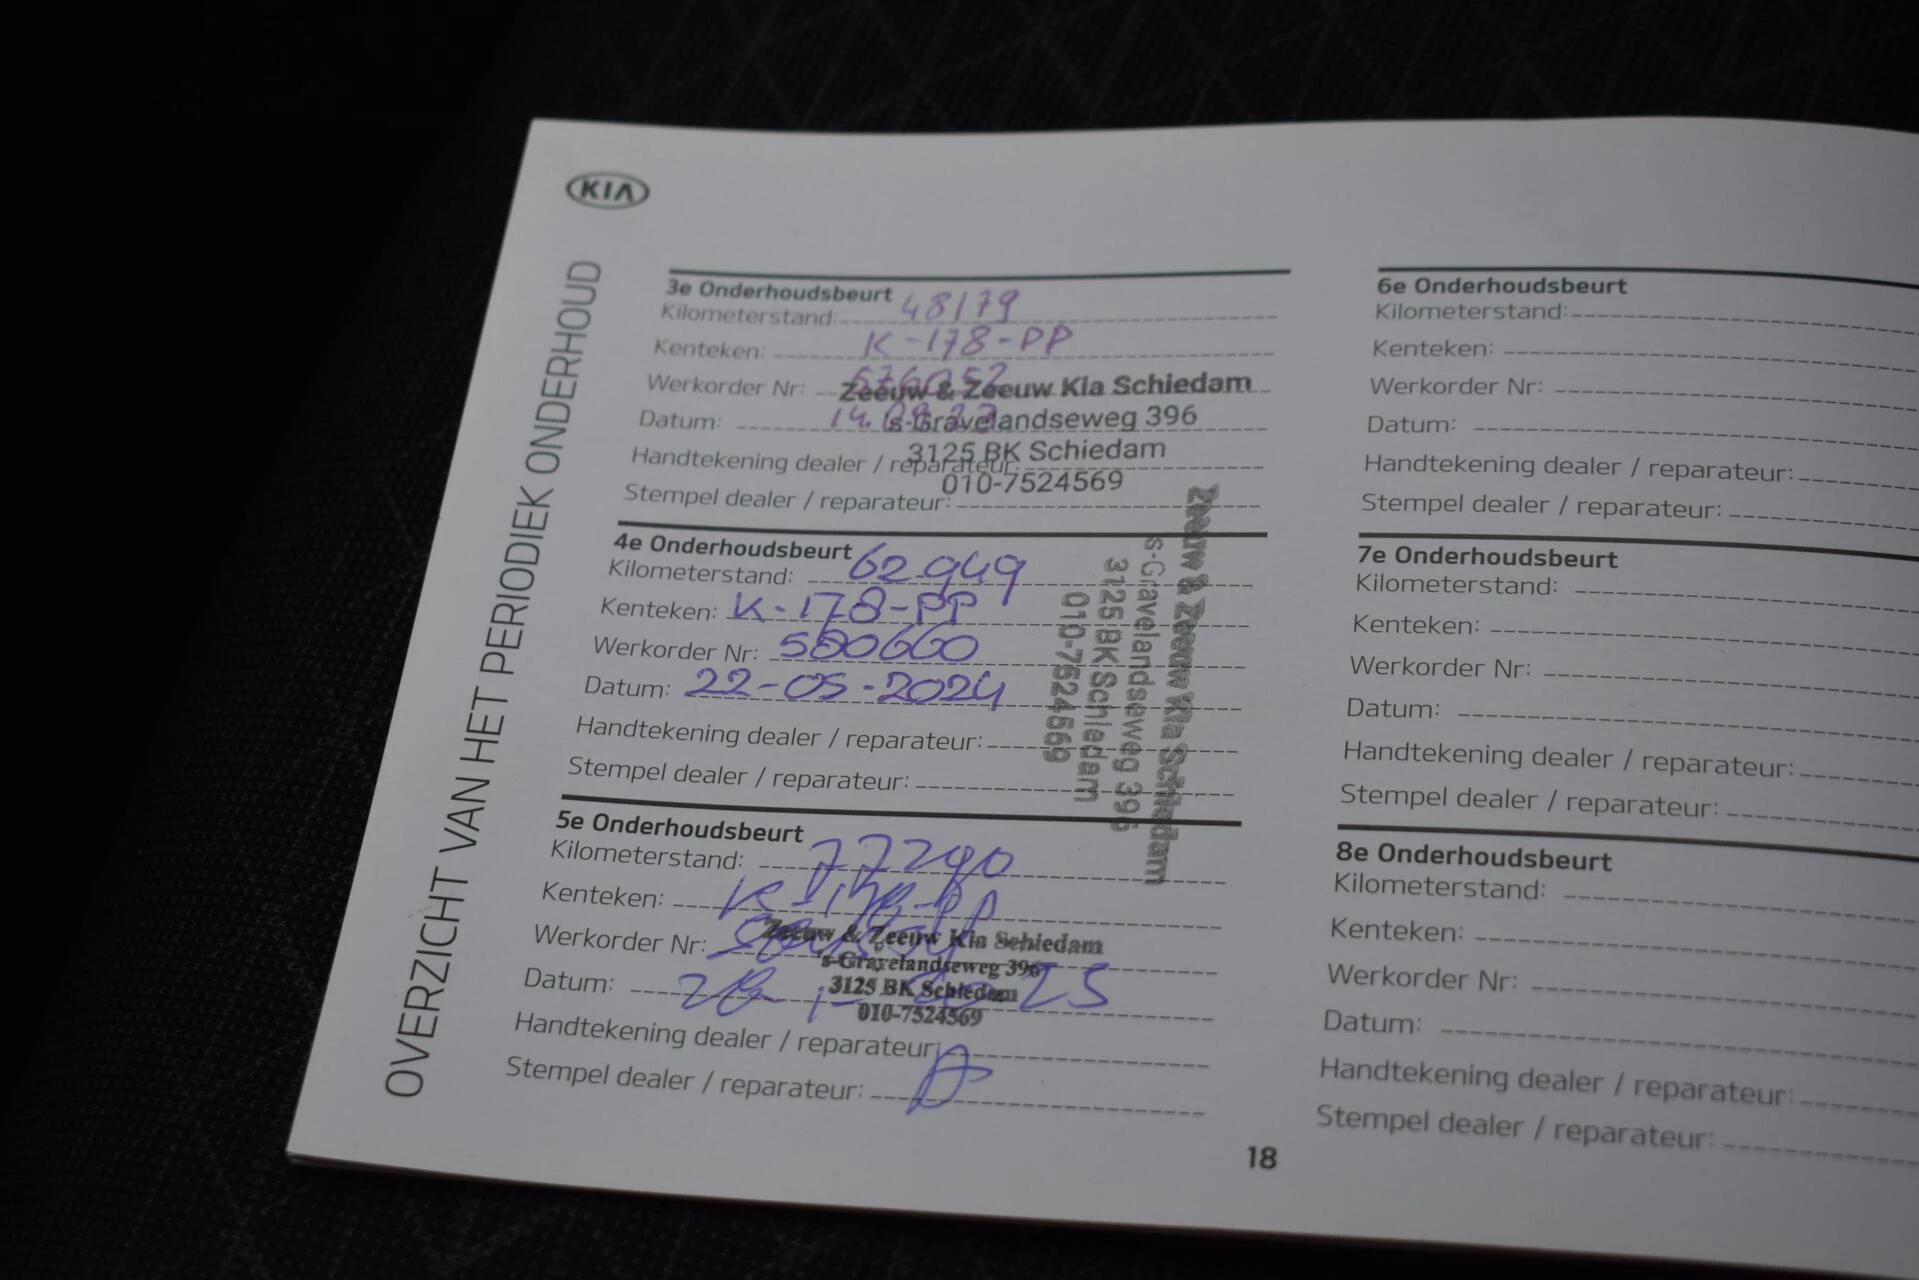 KIA
OVERZICHT VAN HET PERIODIEK ONDERHOUD
3e Onderhoudsbeurt
Kilometerstand: 48179
Kenteken: K-178-PP
Werkorder Nr:
Datum:
Handtekening dealer / reparateur:
Stempel dealer / reparateur:
Zeeuw & Zeeuw Kia Schiedam
's-Gravelandseweg 396
3125 BK Schiedam
010-7524569
4e Onderhoudsbeurt
Kilometerstand: 62.949
Kenteken: K-178-PP
Werkorder Nr: 580660
Datum: 22-05-2024
Handtekening dealer / reparateur:
Stempel dealer / reparateur:
Zeeuw & Zeeuw Kia Schiedam
's-Gravelandseweg 396
3125 BK Schiedam
010-7524569
5e Onderhoudsbeurt
Kilometerstand: 77290
Kenteken: K-178-PP
Werkorder Nr:
Datum:
Handtekening dealer / reparateur:
Stempel dealer / reparateur:
Zeeuw & Zeeuw Kia Schiedam
's-Gravelandseweg 396
3125 BK Schiedam
010-7524569
6e Onderhoudsbeurt
Kilometerstand:
Kenteken:
Werkorder Nr:
Datum:
Handtekening dealer / reparateur:
Stempel dealer / reparateur:
7e Onderhoudsbeurt
Kilometerstand:
Kenteken:
Werkorder Nr:
Datum:
Handtekening dealer / reparateur:
Stempel dealer / reparateur:
8e Onderhoudsbeurt
Kilometerstand:
Kenteken:
Werkorder Nr:
Datum:
Handtekening dealer / reparateur:
Stempel dealer / reparateur:
18